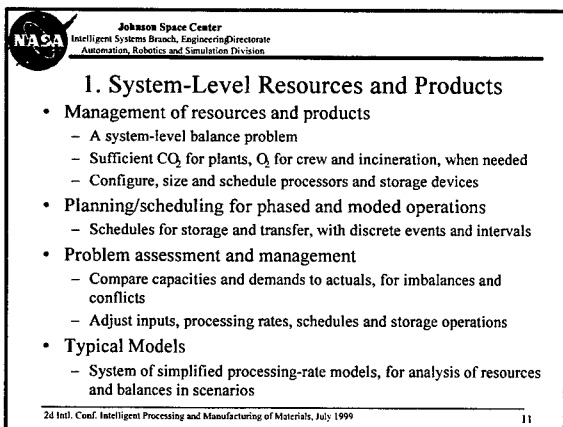 NASA
Johnson Space Center
Intelligent Systems Branch, EngineeringDirectorate
Automation, Robotics and Simulation Division
1. System-Level Resources and Products
• Management of resources and products
– A system-level balance problem
– Sufficient CO2 for plants, O2 for crew and incineration, when needed
– Configure, size and schedule processors and storage devices
• Planning/scheduling for phased and moded operations
– Schedules for storage and transfer, with discrete events and intervals
• Problem assessment and management
– Compare capacities and demands to actuals, for imbalances and
conflicts
– Adjust inputs, processing rates, schedules and storage operations
• Typical Models
– System of simplified processing-rate models, for analysis of resources
and balances in scenarios
2d Intl. Conf. Intelligent Processing and Manufacturing of Materials, July 1999
11